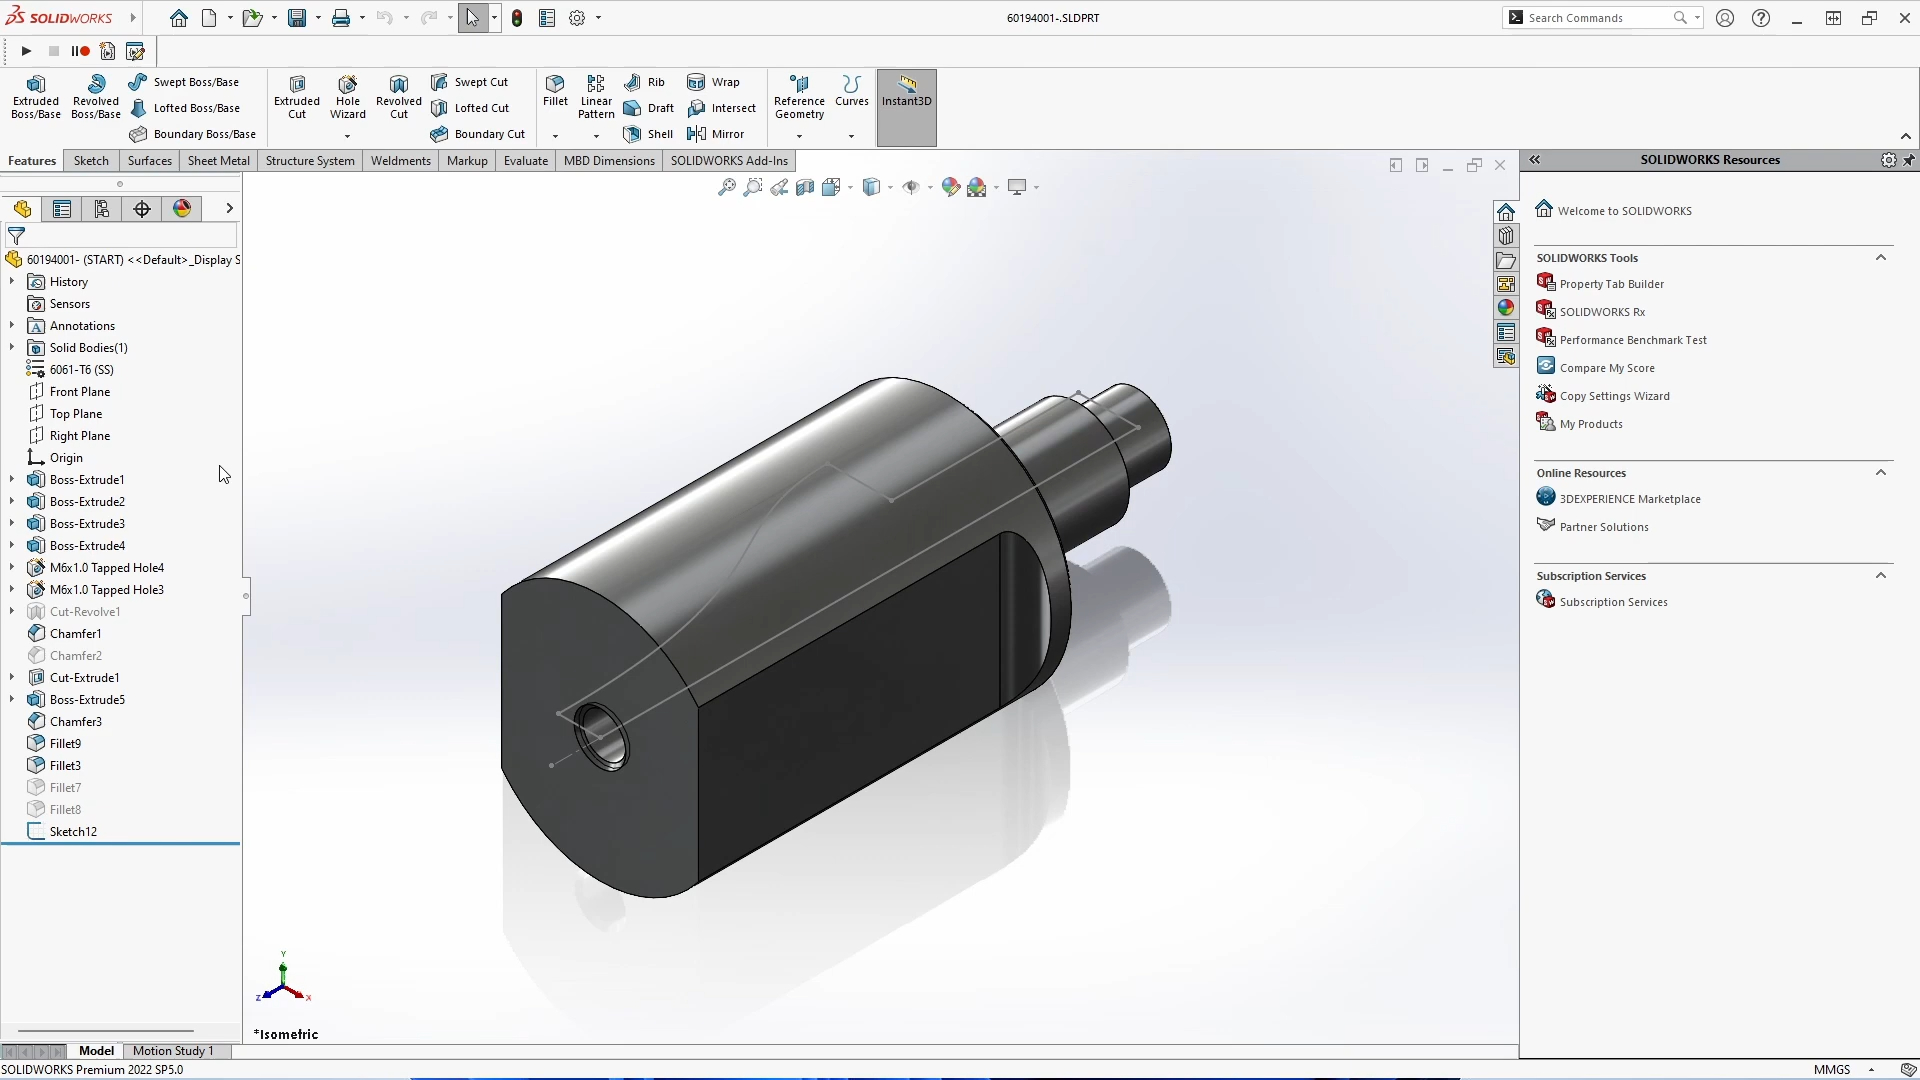 SOLIDWORKS
60194001-.SLDPRT
Search Commands
Extruded Boss/Base
Revolved Boss/Base
Swept Boss/Base
Lofted Boss/Base
Boundary Boss/Base
Extruded Cut
Hole Wizard
Revolved Cut
Swept Cut
Lofted Cut
Boundary Cut
Fillet
Linear Pattern
Rib
Draft
Shell
Wrap
Intersect
Mirror
Reference Geometry
Curves
Instant3D
Features
Sketch
Surfaces
Sheet Metal
Structure System
Weldments
Markup
Evaluate
MBD Dimensions
SOLIDWORKS Add-Ins
60194001- (START) <<Default>_Display S
History
Sensors
Annotations
Solid Bodies(1)
6061-T6 (SS)
Front Plane
Top Plane
Right Plane
Origin
Boss-Extrude1
Boss-Extrude2
Boss-Extrude3
Boss-Extrude4
M6x1.0 Tapped Hole4
M6x1.0 Tapped Hole3
Cut-Revolve1
Chamfer1
Chamfer2
Cut-Extrude1
Boss-Extrude5
Chamfer3
Fillet9
Fillet3
Fillet7
Fillet8
Sketch12
Y
Z
X
*Isometric
SOLIDWORKS Resources
Welcome to SOLIDWORKS
SOLIDWORKS Tools
Property Tab Builder
SOLIDWORKS Rx
Performance Benchmark Test
Compare My Score
Copy Settings Wizard
My Products
Online Resources
3DEXPERIENCE Marketplace
Partner Solutions
Subscription Services
Subscription Services
Model
Motion Study 1
SOLIDWORKS Premium 2022 SP5.0
MMGS